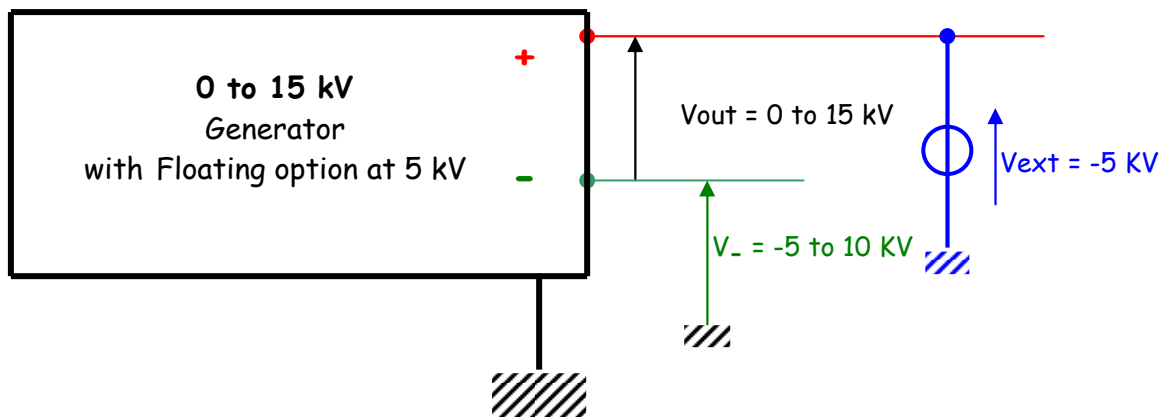 +
0 to 15 kV
Generator
with Floating option at 5 kV
-
Vout = 0 to 15 kV
Vext = -5 KV
V- = -5 to 10 KV